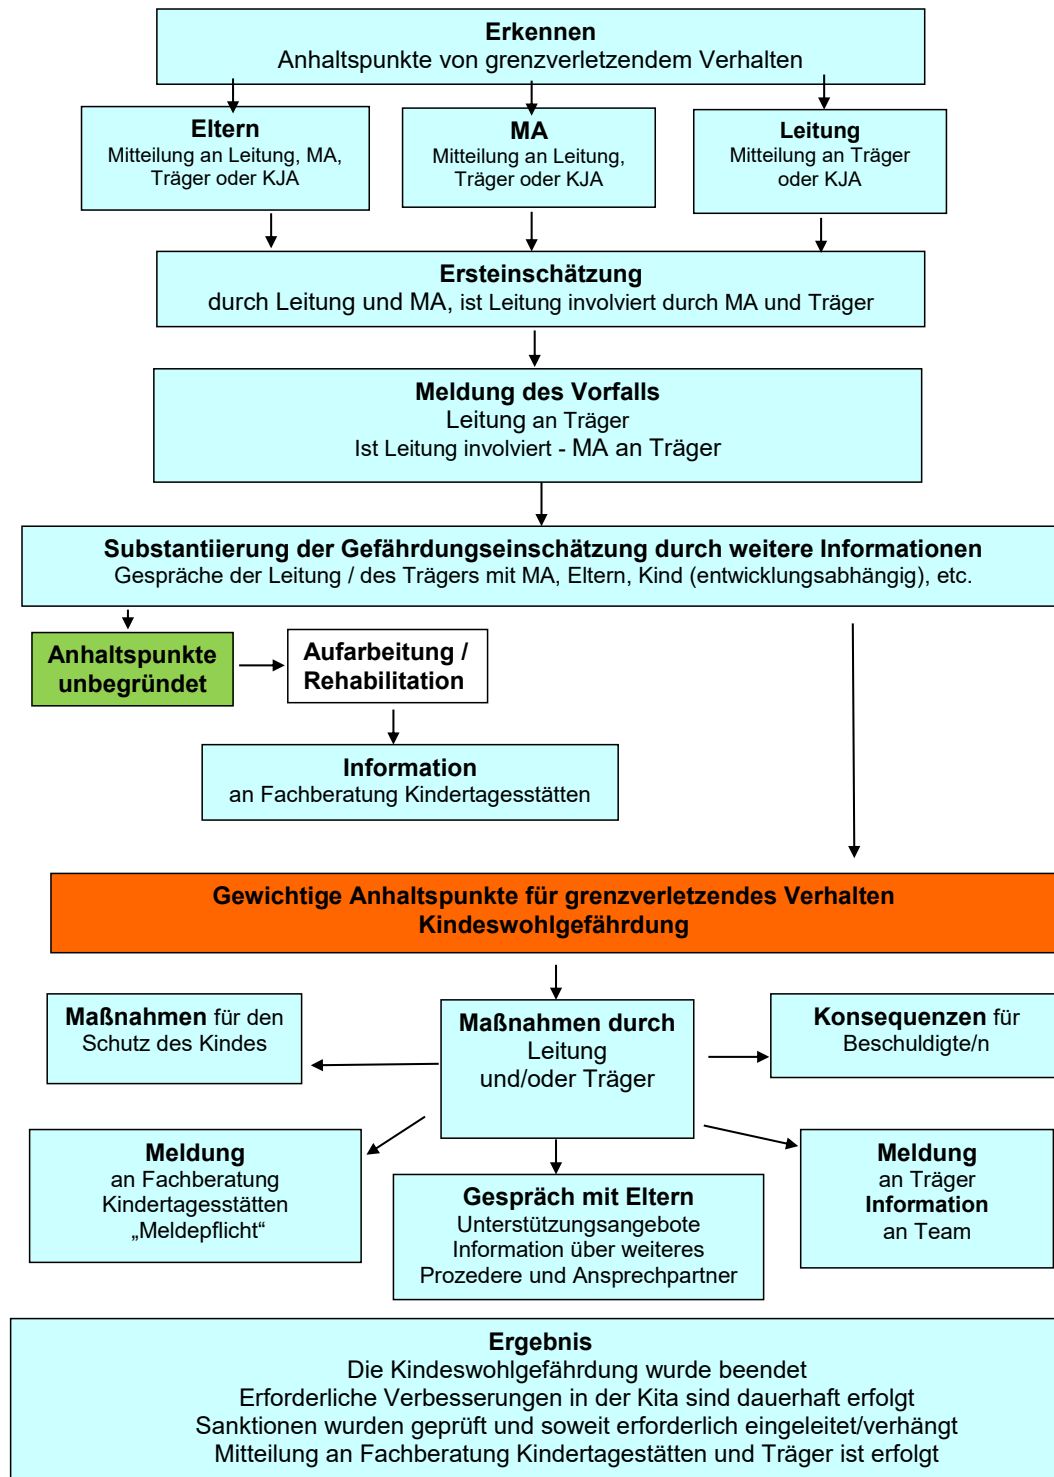 Erkennen
Anhaltspunkte von grenzverletzendem Verhalten
Eltern
Mitteilung an Leitung, MA,
Träger oder KJA
MA
Mitteilung an Leitung,
Träger oder KJA
Leitung
Mitteilung an Träger
oder KJA
Ersteinschätzung
durch Leitung und MA, ist Leitung involviert durch MA und Träger
Meldung des Vorfalls
Leitung an Träger
Ist Leitung involviert - MA an Träger
Substantiierung der Gefährdungseinschätzung durch weitere Informationen
Gespräche der Leitung / des Trägers mit MA, Eltern, Kind (entwicklungsabhängig), etc.
Anhaltspunkte
unbegründet
Aufarbeitung /
Rehabilitation
Information
an Fachberatung Kindertagesstätten
Gewichtige Anhaltspunkte für grenzverletzendes Verhalten
Kindeswohlgefährdung
Maßnahmen für den
Schutz des Kindes
Maßnahmen durch
Leitung
und/oder Träger
Konsequenzen für
Beschuldigte/n
Meldung
an Fachberatung
Kindertagesstätten
„Meldepflicht“
Gespräch mit Eltern
Unterstützungsangebote
Information über weiteres
Prozedere und Ansprechpartner
Meldung
an Träger
Information
an Team
Ergebnis
Die Kindeswohlgefährdung wurde beendet
Erforderliche Verbesserungen in der Kita sind dauerhaft erfolgt
Sanktionen wurden geprüft und soweit erforderlich eingeleitet/verhängt
Mitteilung an Fachberatung Kindertagestätten und Träger ist erfolgt